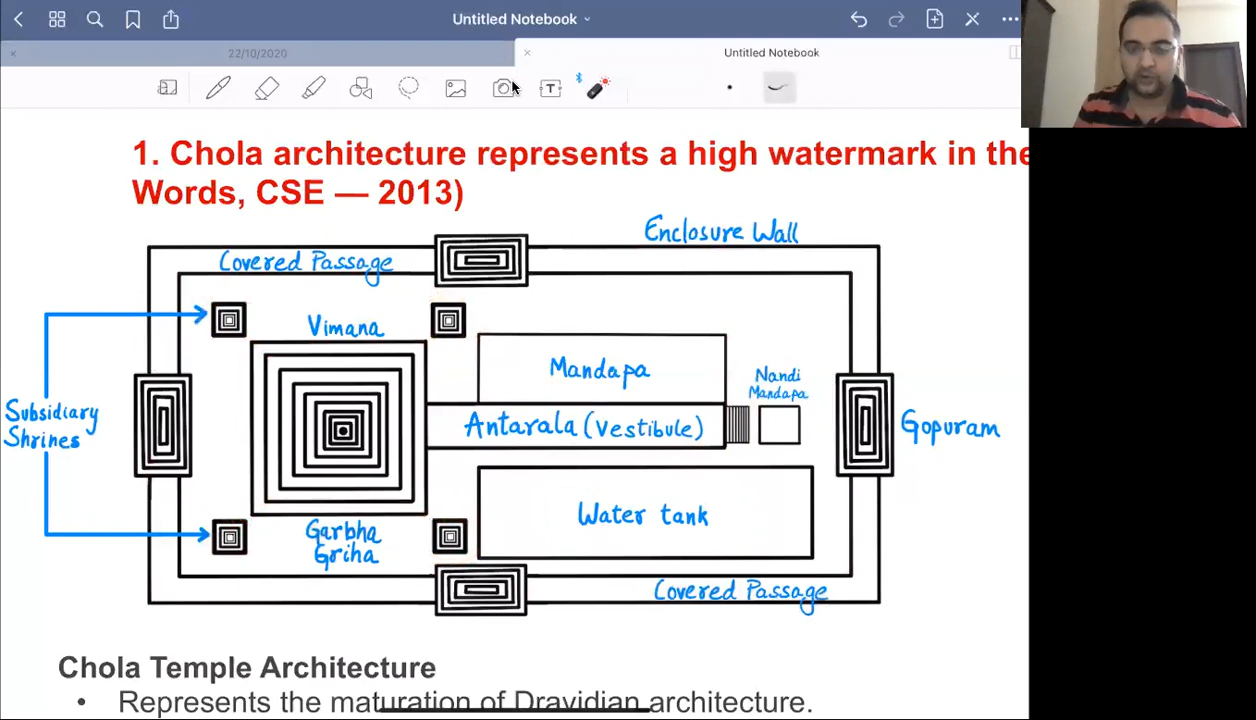 Untitled Notebook
22/10/2020
Untitled Notebook
T
1. Chola architecture represents a high watermark in the
Words, CSE — 2013)
Enclosure Wall
Covered Passage
Vimana
Mandapa
Nandi
Mandapa
Subsidiary
Shrines
Antarala (Vestibule)
Gopuram
Water tank
Garbha
Griha
Covered Passage
Chola Temple Architecture
• Represents the maturation of Dravidian architecture.